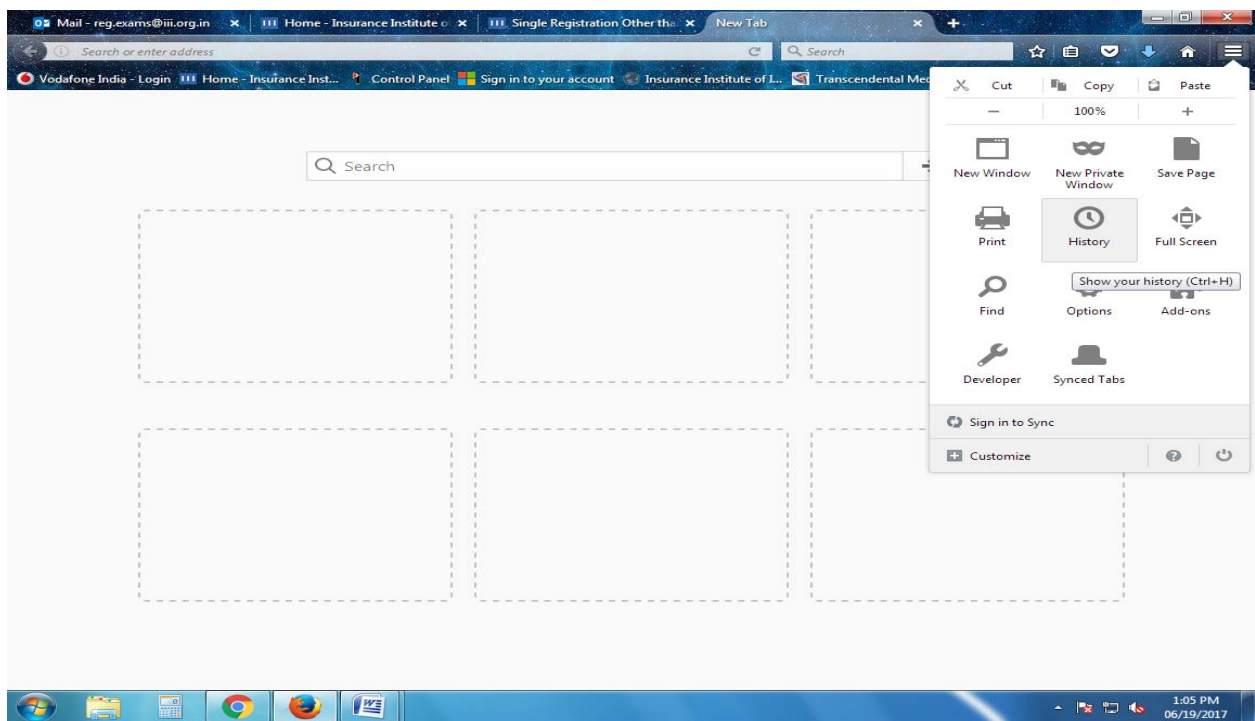 Mail - reg.exams@iii.org.in Home - Insurance Institute o Single Registration Other tha New Tab
Search or enter address Search
Vodafone India - Login Home - Insurance Inst... Control Panel Sign in to your account Insurance Institute of I... Transcendental Med
Cut Copy Paste
100%
Search
New Window New Private Window Save Page
Print History Full Screen
Show your history (Ctrl+H)
Find Options Add-ons
Developer Synced Tabs
Sign in to Sync
Customize
1:05 PM
06/19/2017